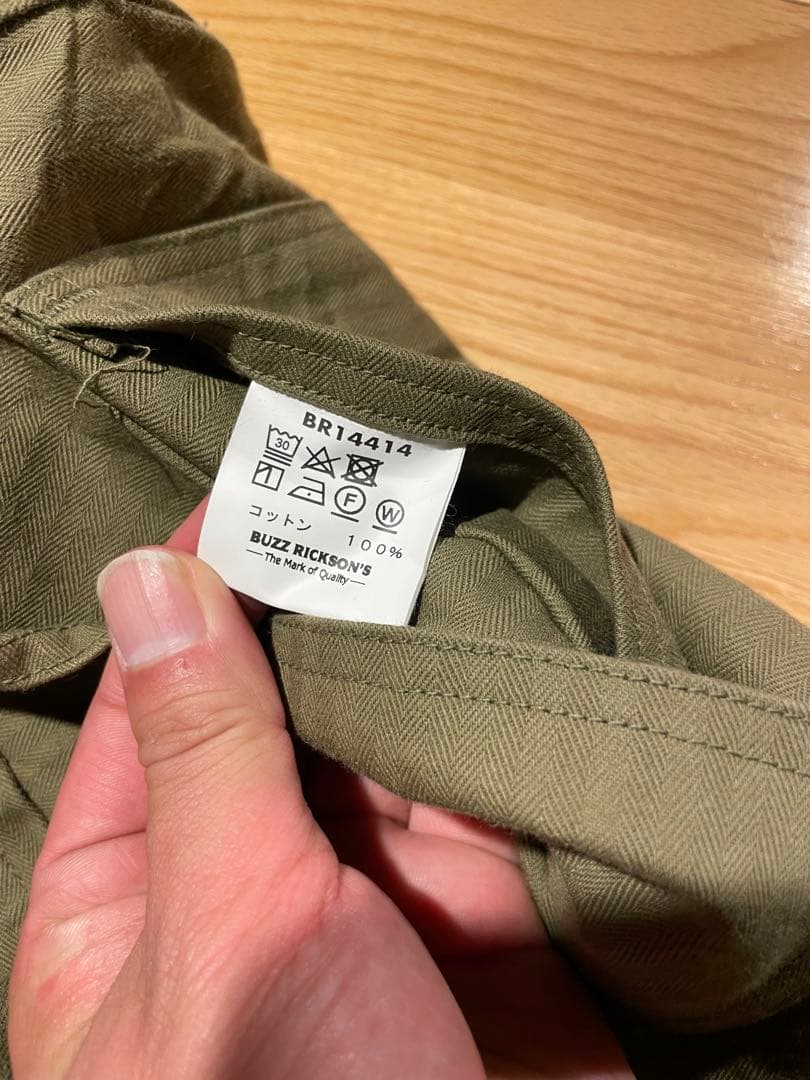 BR14414
30
F W
コットン 100%
BUZZ RICKSON'S
The Mark of Quality